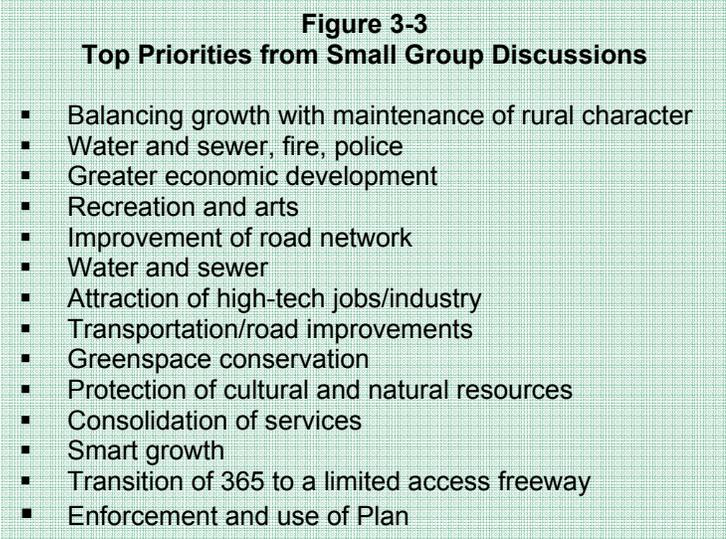 Figure 3-3
Top Priorities from Small Group Discussions
▪ Balancing growth with maintenance of rural character
▪ Water and sewer, fire, police
▪ Greater economic development
▪ Recreation and arts
▪ Improvement of road network
▪ Water and sewer
▪ Attraction of high-tech jobs/industry
▪ Transportation/road improvements
▪ Greenspace conservation
▪ Protection of cultural and natural resources
▪ Consolidation of services
▪ Smart growth
▪ Transition of 365 to a limited access freeway
▪ Enforcement and use of Plan